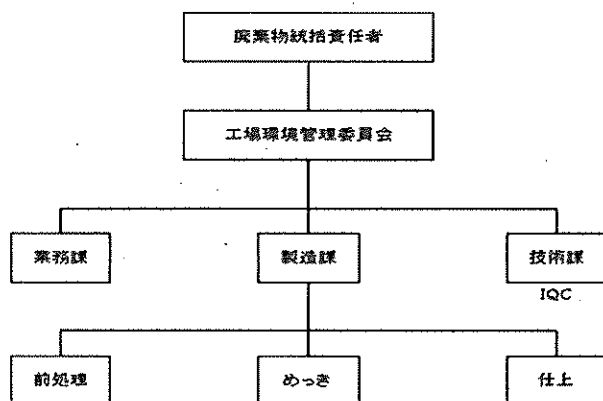 廃棄物統括責任者
工場環境管理委員会
業務課
製造課
技術課
IQC
前処理
めっき
仕上